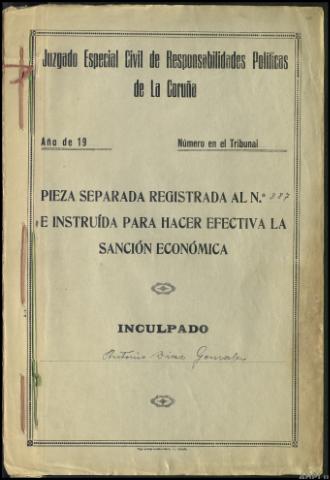 Juzgado Especial Civil de Responsabilidades Políticas
de La Coruña
Año de 19
Número en el Tribunal
PIEZA SEPARADA REGISTRADA AL N.º 887
E INSTRUÍDA PARA HACER EFECTIVA LA
SANCIÓN ECONÓMICA
INCULPADO
Antonio Díaz González